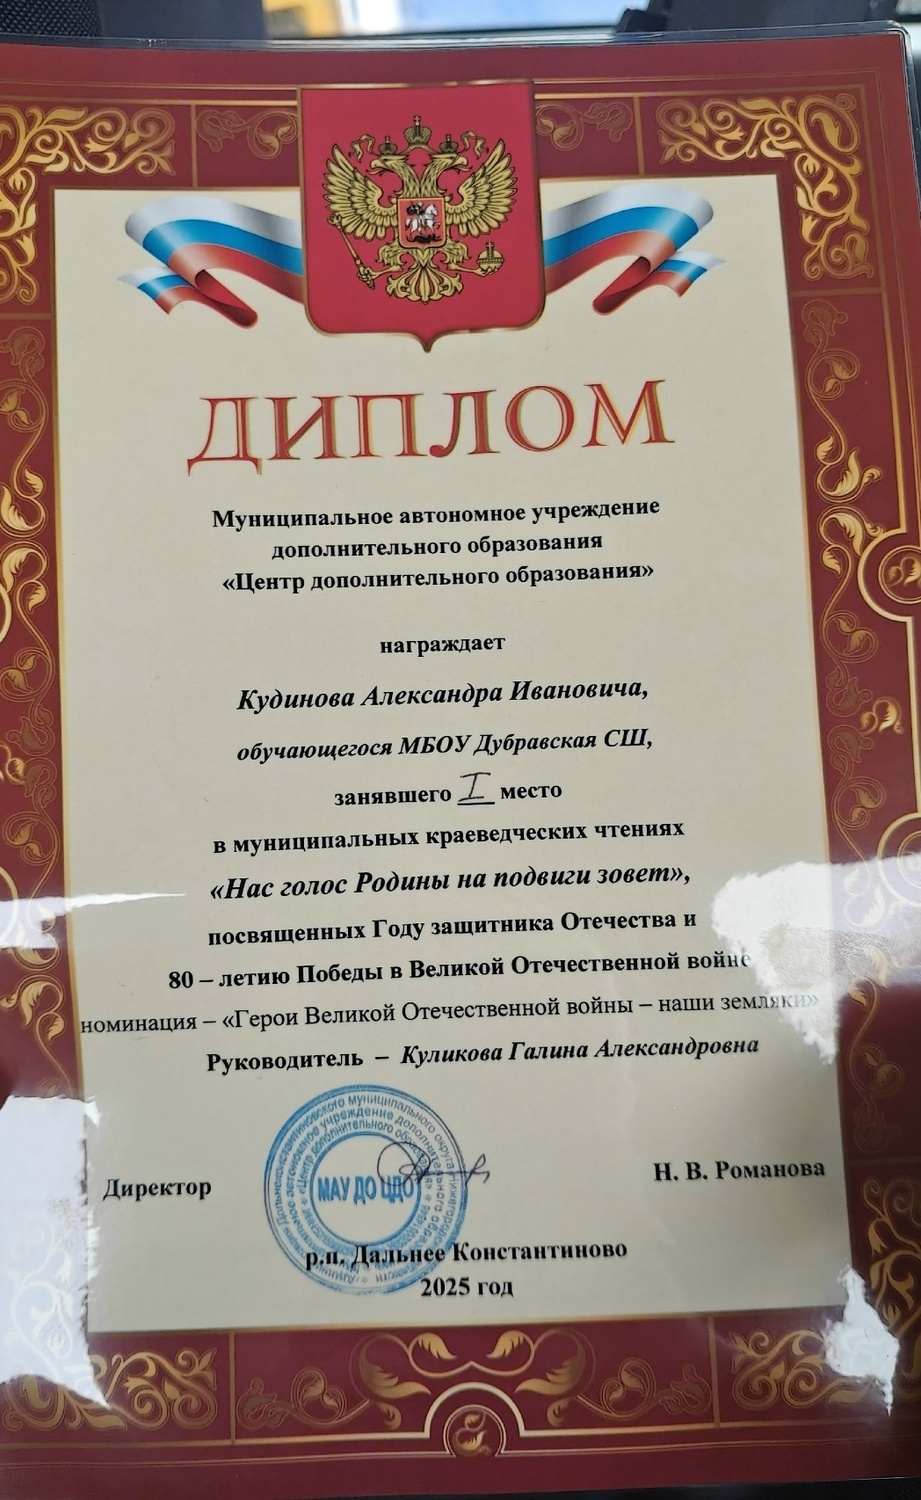 ДИПЛОМ
Муниципальное автономное учреждение
дополнительного образования
«Центр дополнительного образования»
награждает
Кудинова Александра Ивановича,
обучающегося МБОУ Дубравская СШ,
занявшего I место
в муниципальных краеведческих чтениях
«Нас голос Родины на подвиги зовет»,
посвященных Году защитника Отечества и
80 – летию Победы в Великой Отечественной войне
номинация – «Герои Великой Отечественной войны – наши земляки»
Руководитель – Куликова Галина Александровна
Директор
МАУ ДО ЦДО
Н. В. Романова
р.п. Дальнее Константиново
2025 год